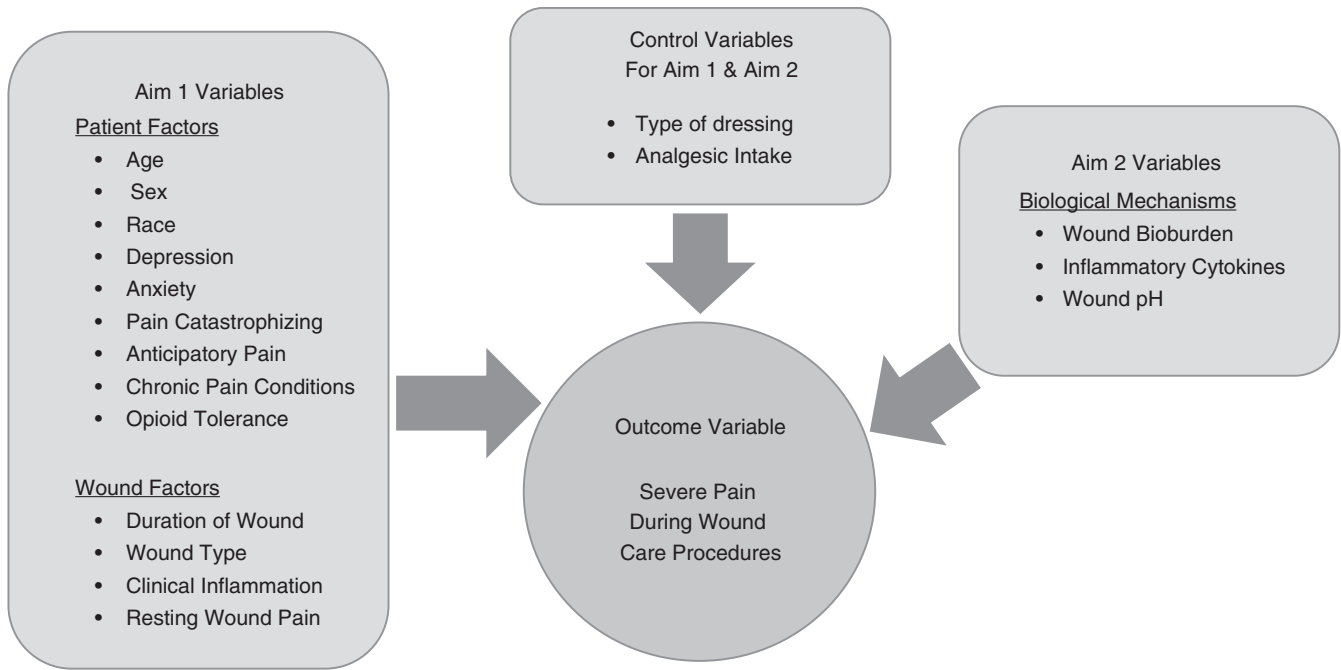 Aim 1 Variables
Patient Factors
• Age
• Sex
• Race
• Depression
• Anxiety
• Pain Catastrophizing
• Anticipatory Pain
• Chronic Pain Conditions
• Opioid Tolerance
Wound Factors
• Duration of Wound
• Wound Type
• Clinical Inflammation
• Resting Wound Pain
Control Variables
For Aim 1 & Aim 2
• Type of dressing
• Analgesic Intake
Aim 2 Variables
Biological Mechanisms
• Wound Bioburden
• Inflammatory Cytokines
• Wound pH
Outcome Variable
Severe Pain
During Wound
Care Procedures